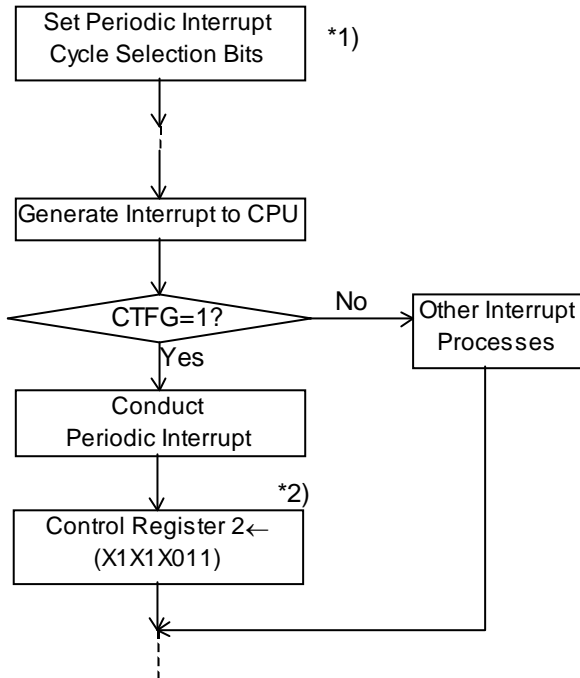 Set Periodic Interrupt
Cycle Selection Bits
*1)
Generate Interrupt to CPU
CTFG=1?
No
Other Interrupt
Processes
Yes
Conduct
Periodic Interrupt
*2)
Control Register 2←
(X1X1X011)